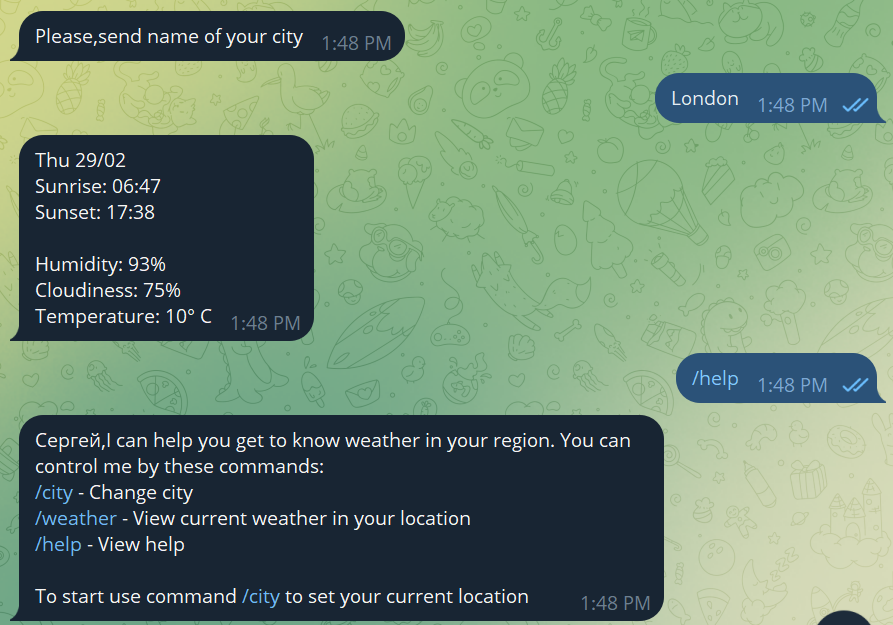 Please,send name of your city 1:48 PM
London 1:48 PM
Thu 29/02
Sunrise: 06:47
Sunset: 17:38
Humidity: 93%
Cloudiness: 75%
Temperature: 10° C 1:48 PM
/help 1:48 PM
Сергей,I can help you get to know weather in your region. You can
control me by these commands:
/city - Change city
/weather - View current weather in your location
/help - View help
To start use command /city to set your current location 1:48 PM